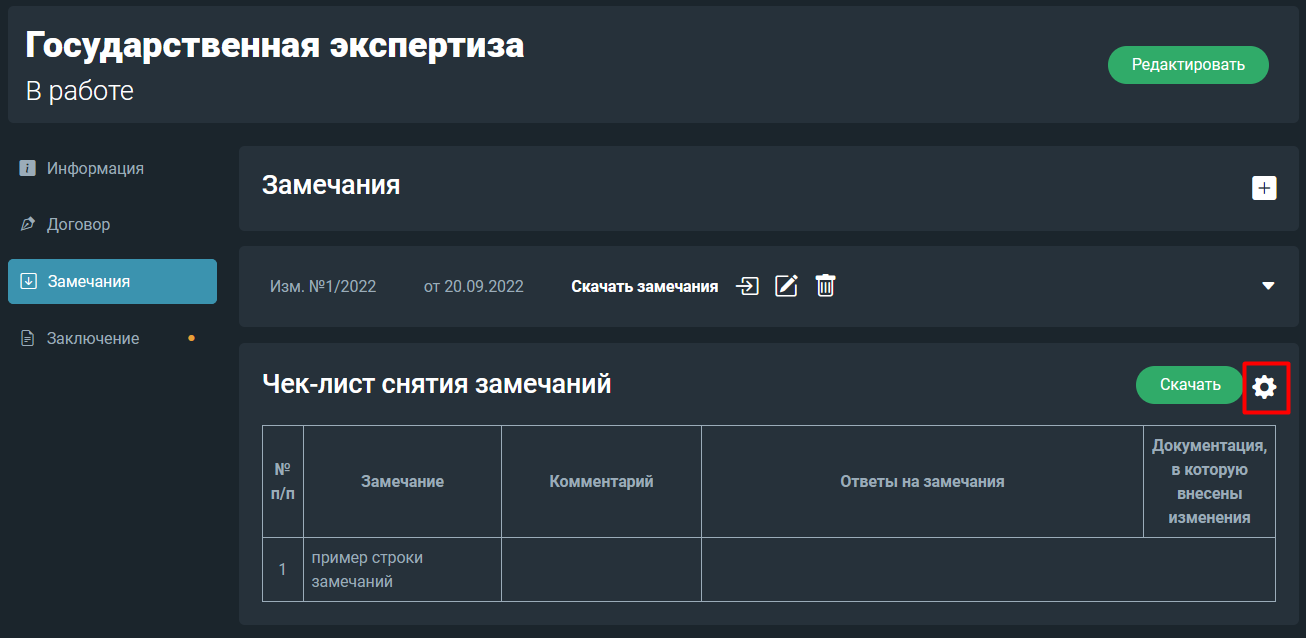 Государственная экспертиза
В работе
Редактировать
Информация
Договор
Замечания
Заключение
Замечания
Изм. №1/2022 от 20.09.2022 Скачать замечания
Чек-лист снятия замечаний
Скачать
№
п/п
Замечание
Комментарий
Ответы на замечания
Документация,
в которую
внесены
изменения
1
пример строки
замечаний